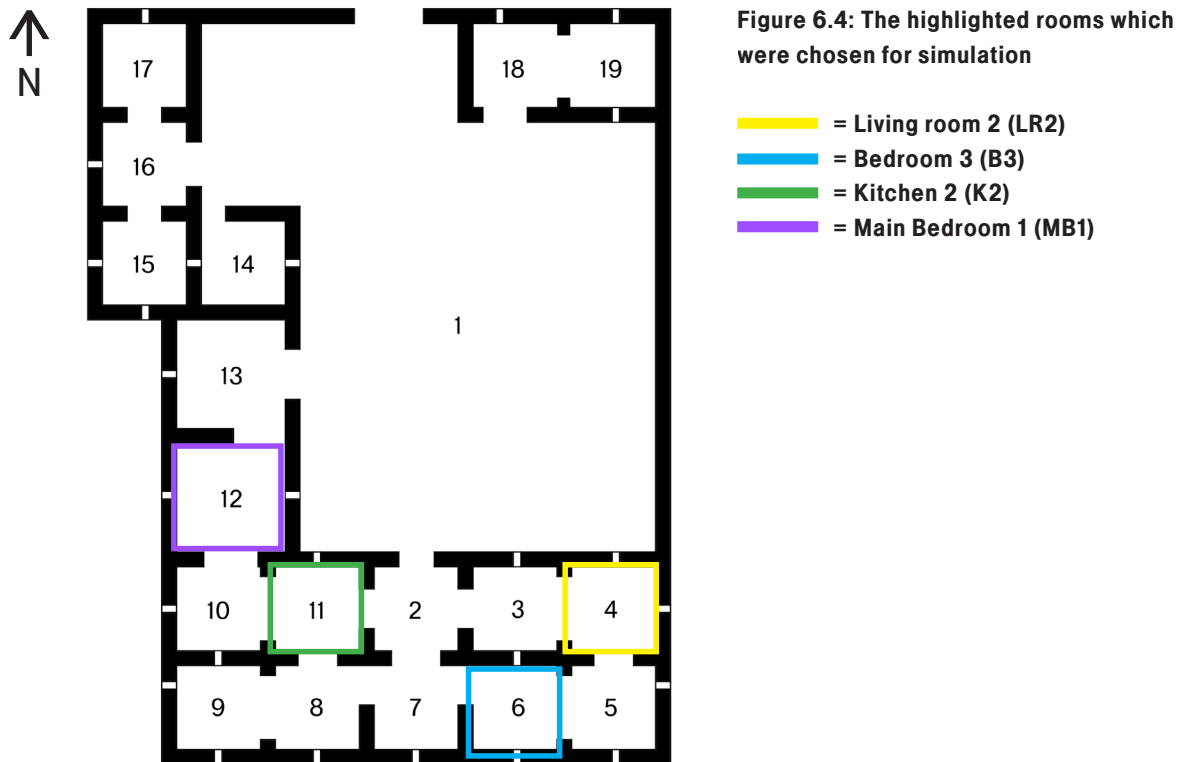 Figure 6.4: The highlighted rooms which
were chosen for simulation
= Living room 2 (LR2)
= Bedroom 3 (B3)
= Kitchen 2 (K2)
= Main Bedroom 1 (MB1)
N
17
18
19
16
15
14
1
13
12
10
11
2
3
4
9
8
7
6
5